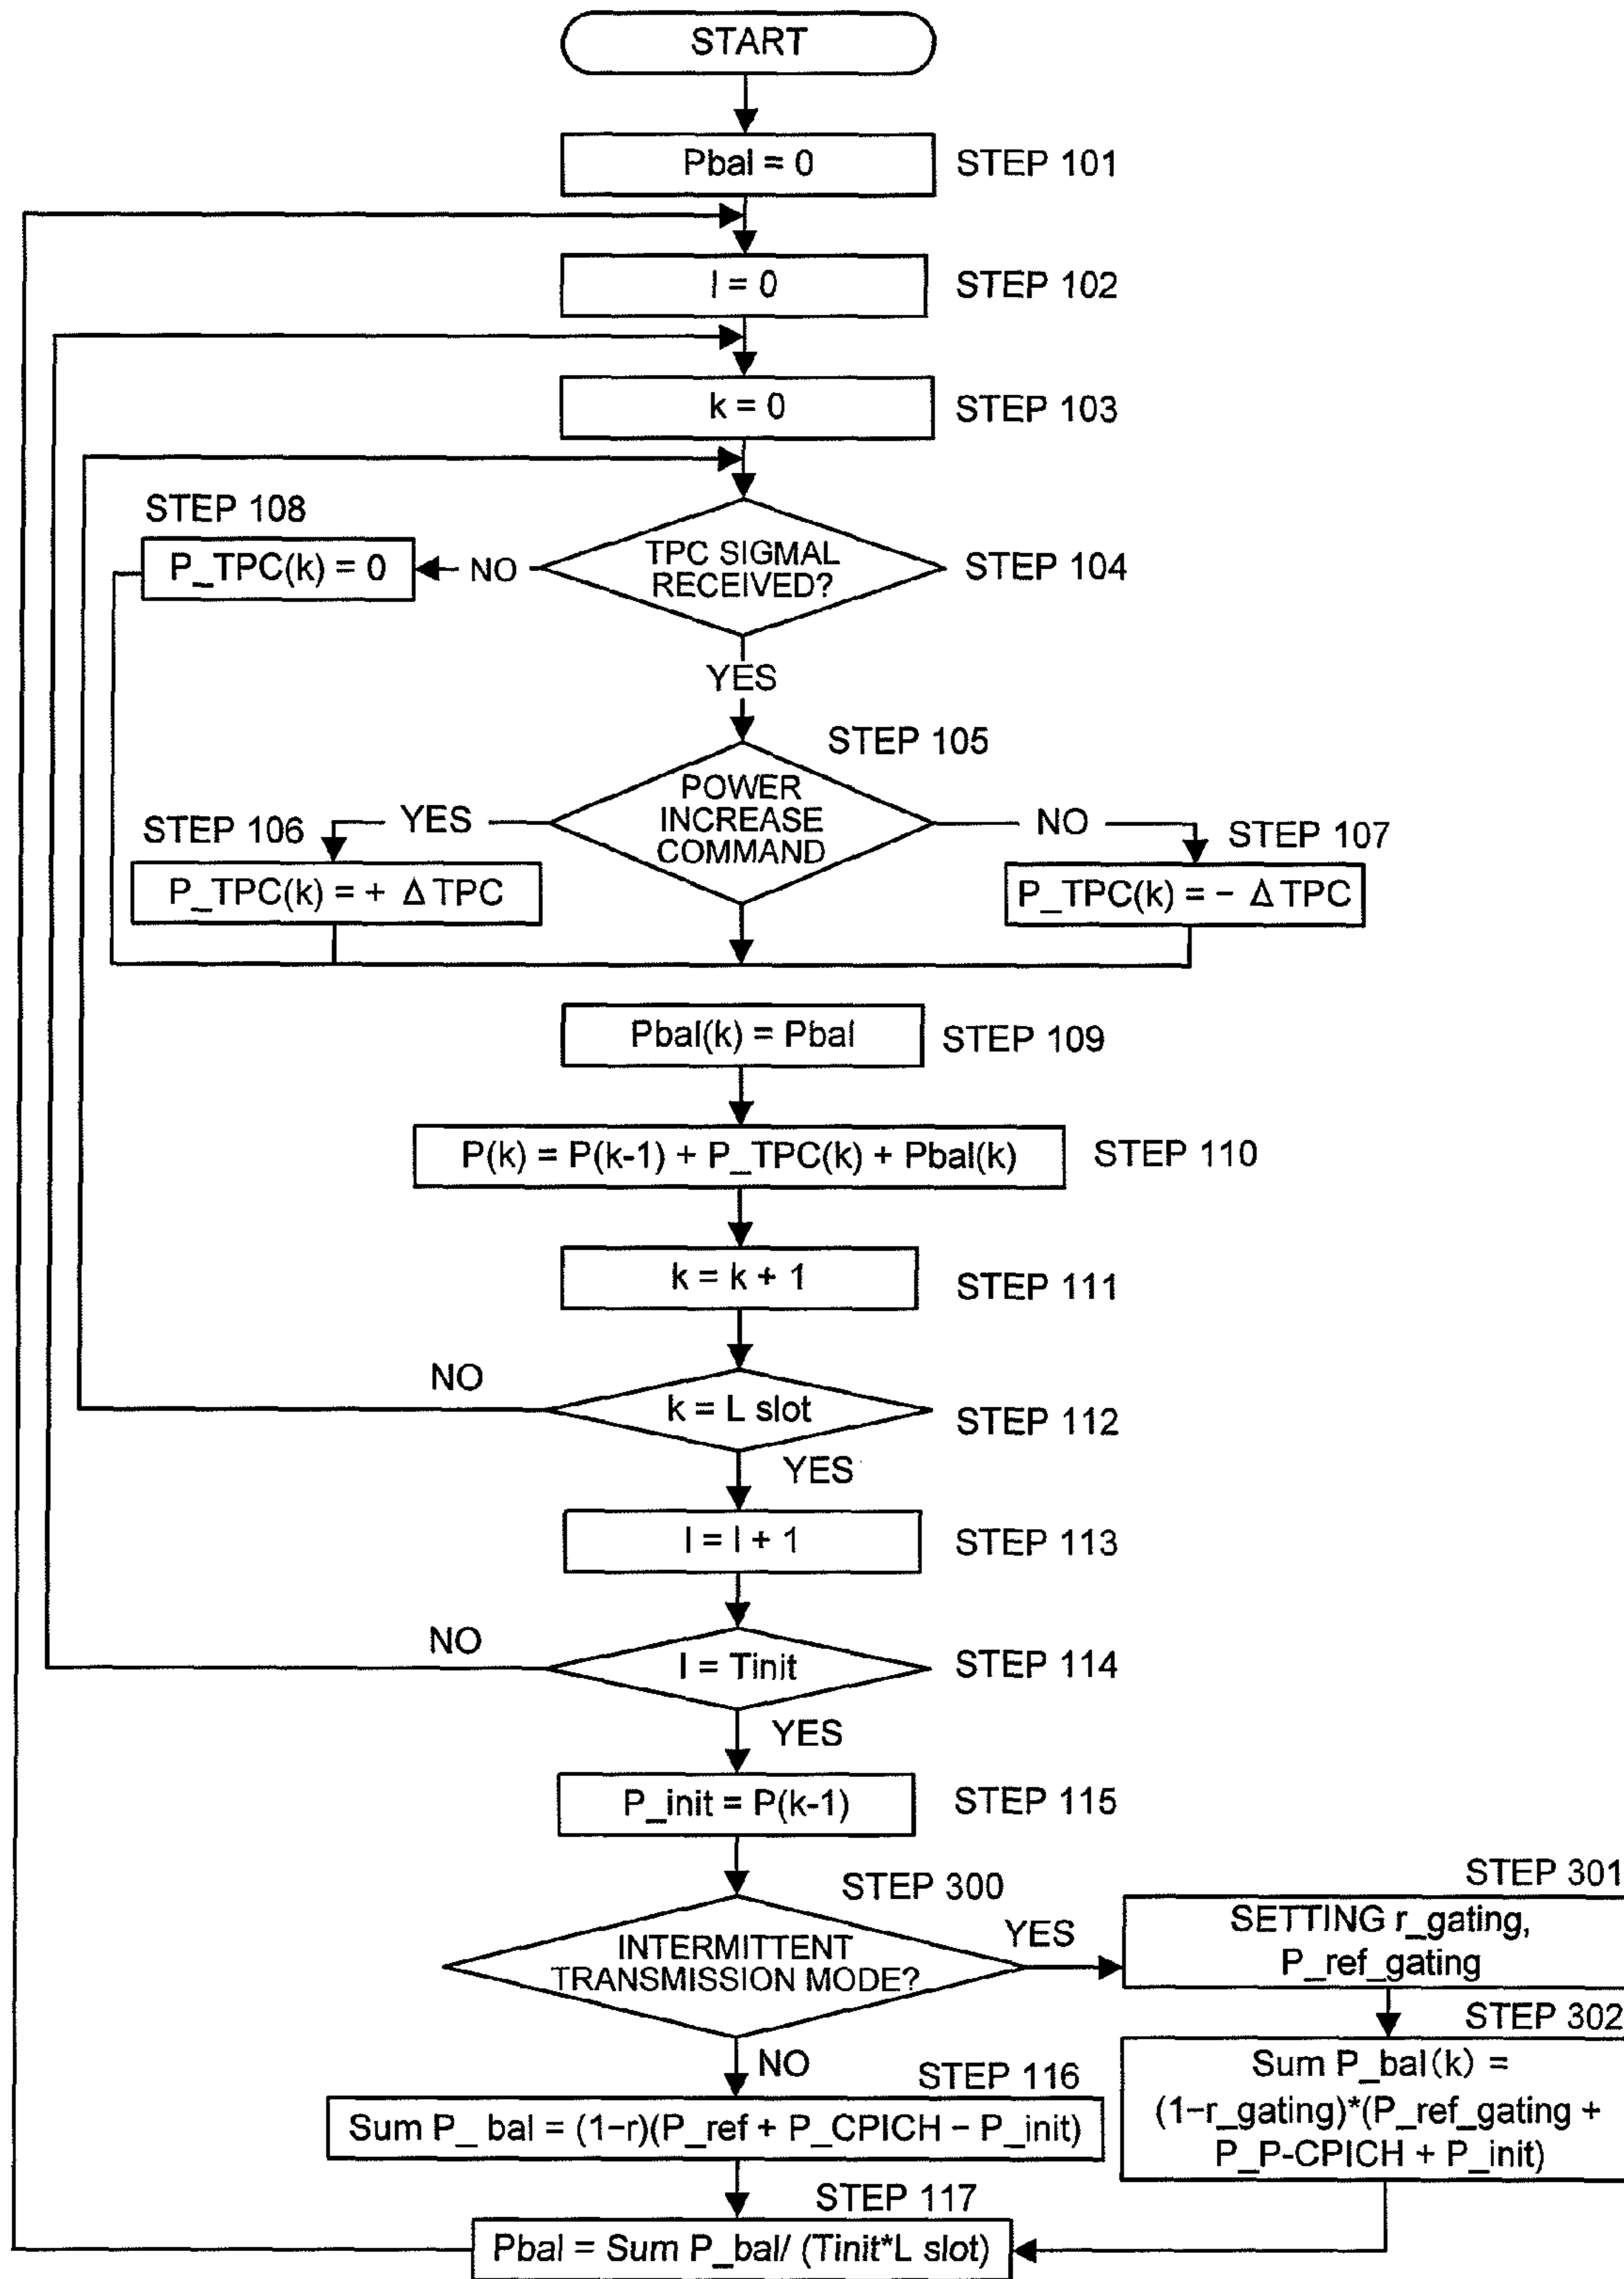 START
Pbal = 0
STEP 101
l = 0
STEP 102
k = 0
STEP 103
STEP 108
P_TPC(k) = 0
NO
TPC SIGMAL
RECEIVED?
STEP 104
YES
STEP 105
POWER
INCREASE
COMMAND
STEP 106
YES
NO
STEP 107
P_TPC(k) = + Δ TPC
P_TPC(k) = − Δ TPC
Pbal(k) = Pbal
STEP 109
P(k) = P(k-1) + P_TPC(k) + Pbal(k)
STEP 110
k = k + 1
STEP 111
NO
k = L slot
STEP 112
YES
l = l + 1
STEP 113
NO
l = Tinit
STEP 114
YES
P_init = P(k-1)
STEP 115
STEP 300
INTERMITTENT
TRANSMISSION MODE?
YES
STEP 301
SETTING r_gating,
P_ref_gating
NO
STEP 302
Sum P_bal(k) =
(1−r_gating)*(P_ref_gating +
P_P-CPICH + P_init)
STEP 116
Sum P_ bal = (1−r)(P_ref + P_CPICH − P_init)
STEP 117
Pbal = Sum P_bal/ (Tinit*L slot)